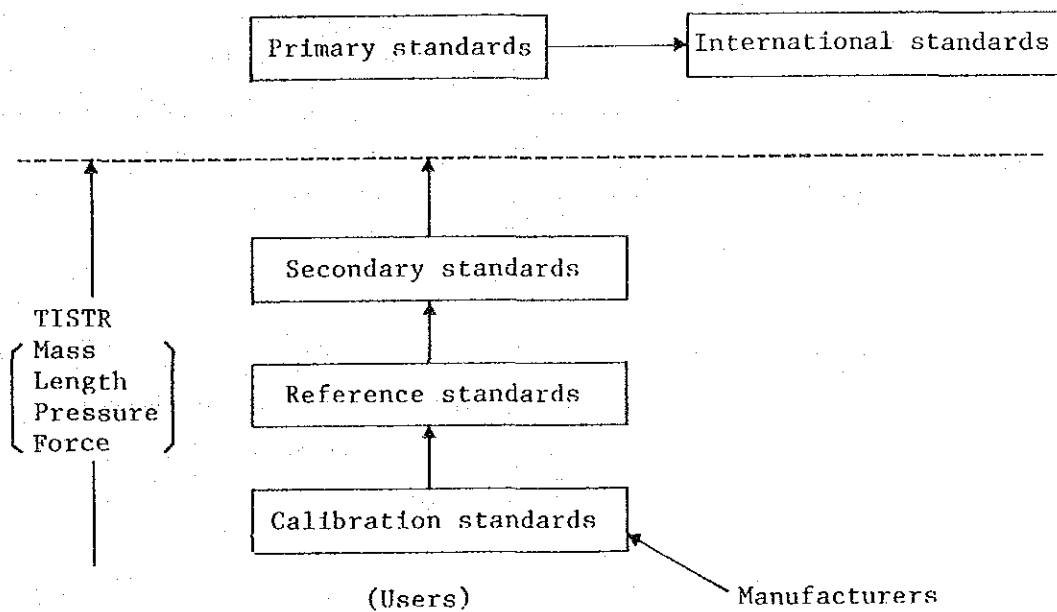 Primary standards
International standards
Secondary standards
TISTR
Mass
Length
Pressure
Force
Reference standards
Calibration standards
(Users)
Manufacturers